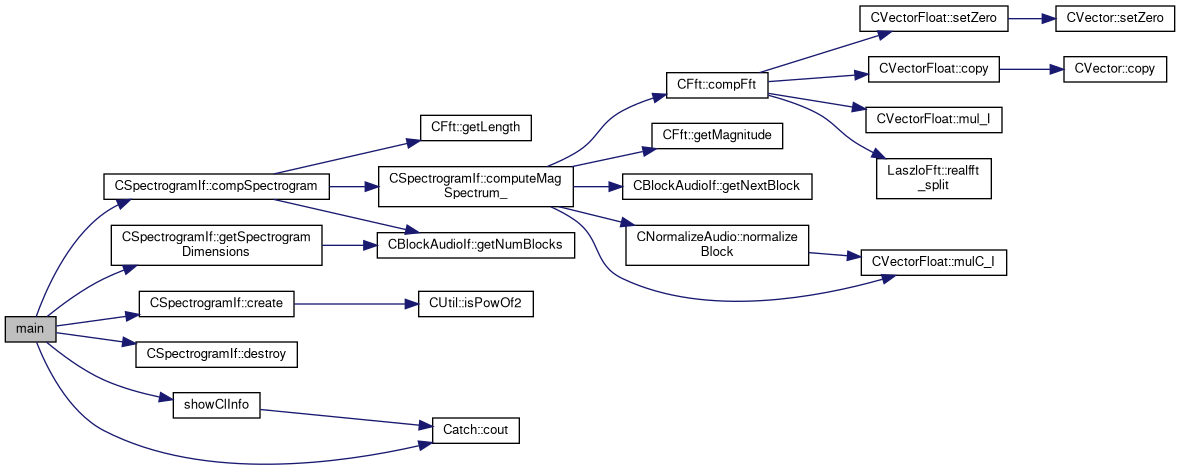 CVectorFloat::setZero
CVector::setZero
CVectorFloat::copy
CVector::copy
CFft::compFft
CVectorFloat::mul_I
CFft::getLength
CFft::getMagnitude
LaszloFft::realfft
_split
CSpectrogramIf::compSpectrogram
CSpectrogramIf::computeMag
Spectrum_
CBlockAudioIf::getNextBlock
CSpectrogramIf::getSpectrogram
Dimensions
CBlockAudioIf::getNumBlocks
CNormalizeAudio::normalize
Block
CVectorFloat::mulC_I
CSpectrogramIf::create
CUtil::isPowOf2
main
CSpectrogramIf::destroy
showClInfo
Catch::cout